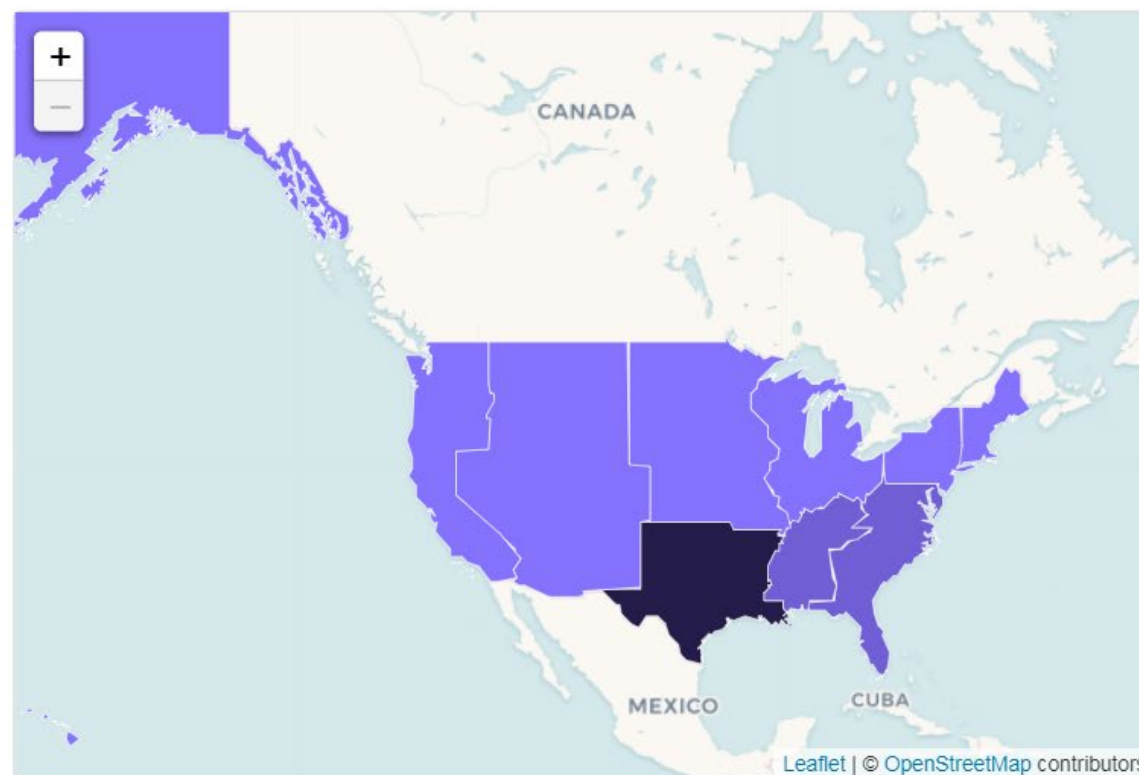 +
−
CANADA
MEXICO
CUBA
Leaflet | © OpenStreetMap contributors